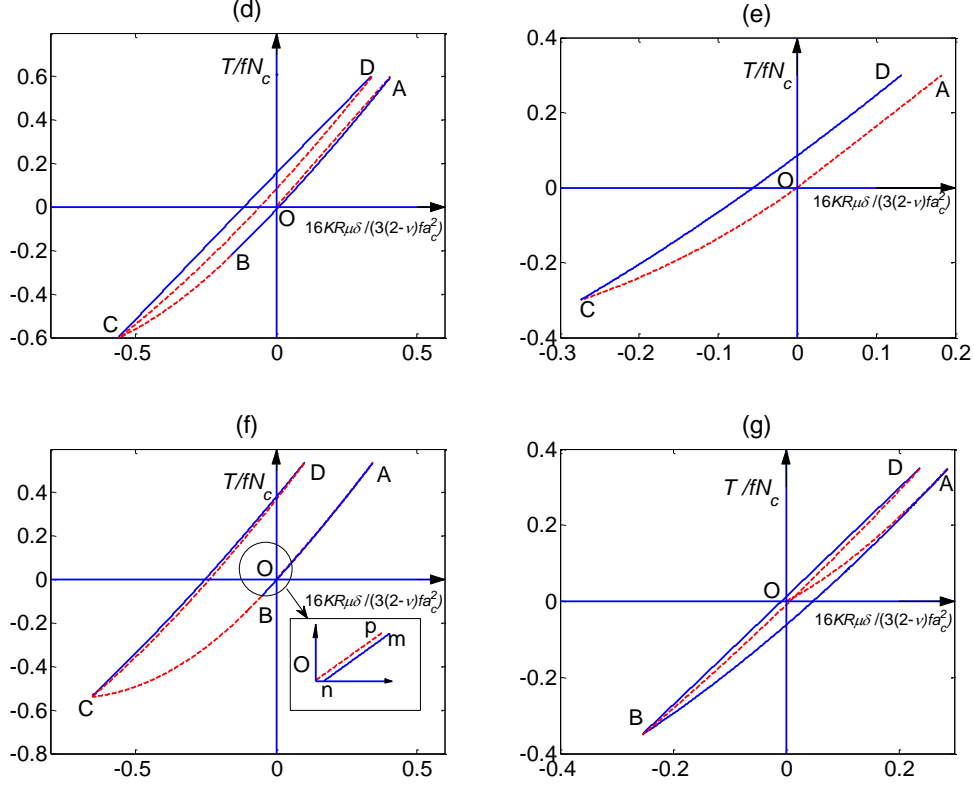 (d)
T/fN_c
D
A
0.6
0.4
0.2
0
-0.2
-0.4
-0.6
O
16KRμδ/(3(2-ν)fa_c^2)
B
C
-0.5
0
0.5
(e)
T/fN_c
D
A
0.4
0.2
0
-0.2
-0.4
O
16KRμδ/(3(2-ν)fa_c^2)
C
-0.3
-0.2
-0.1
0
0.1
0.2
(f)
T/fN_c
D
A
0.4
0.2
0
-0.2
-0.4
-0.6
-0.8
O
16KRμδ/(3(2-ν)fa_c^2)
B
p
m
O
n
C
-0.5
0
0.5
(g)
T/fN_c
D
A
0.4
0.2
0
-0.2
-0.4
O
16KRμδ/(3(2-ν)fa_c^2)
B
-0.4
-0.2
0
0.2